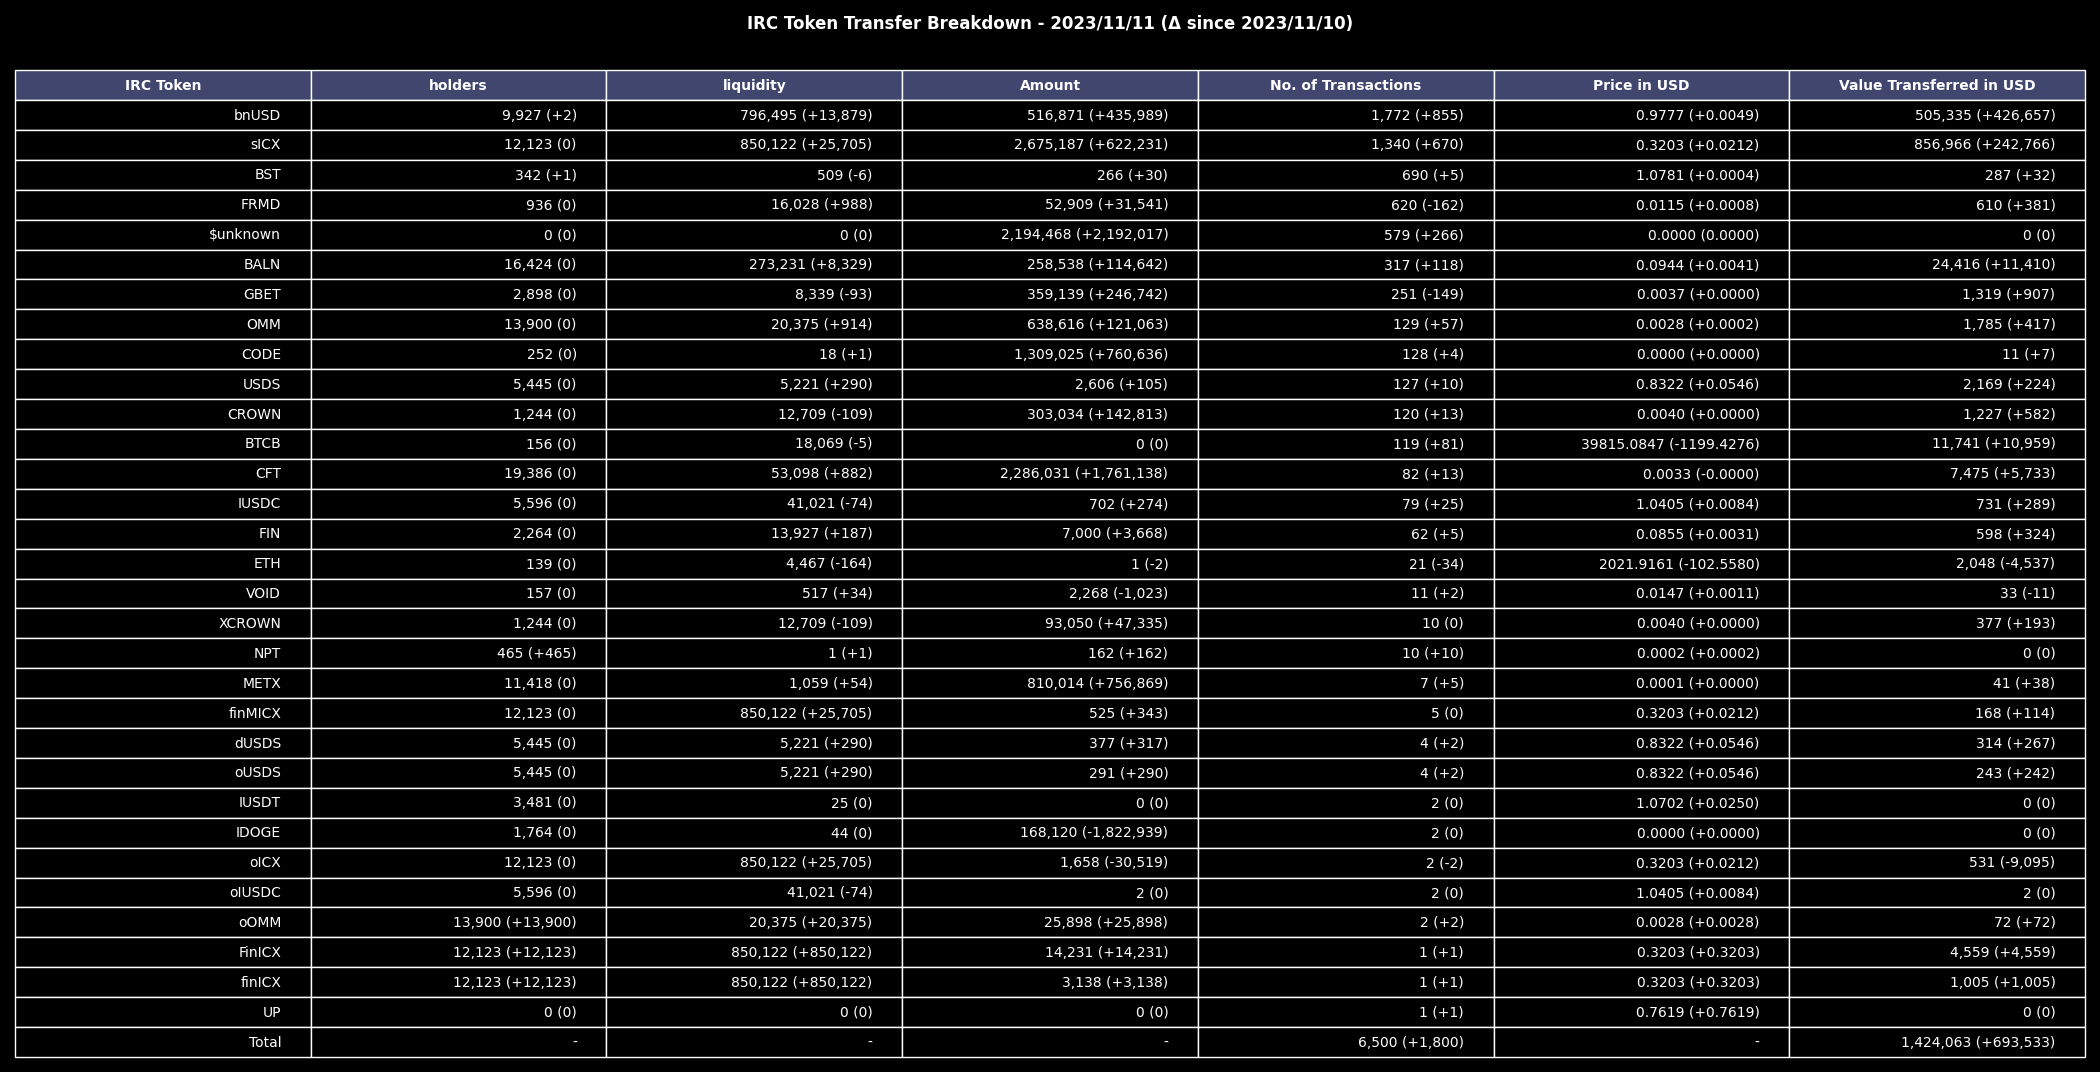 IRC Token Transfer Breakdown - 2023/11/11 (Δ since 2023/11/10)
IRC Token holders liquidity Amount No. of Transactions Price in USD Value Transferred in USD
bnUSD 9,927 (+2) 796,495 (+13,879) 516,871 (+435,989) 1,772 (+855) 0.9777 (+0.0049) 505,335 (+426,657)
sICX 12,123 (0) 850,122 (+25,705) 2,675,187 (+622,231) 1,340 (+670) 0.3203 (+0.0212) 856,966 (+242,766)
BST 342 (+1) 509 (-6) 266 (+30) 690 (+5) 1.0781 (+0.0004) 287 (+32)
FRMD 936 (0) 16,028 (+988) 52,909 (+31,541) 620 (-162) 0.0115 (+0.0008) 610 (+381)
$unknown 0 (0) 0 (0) 2,194,468 (+2,192,017) 579 (+266) 0.0000 (0.0000) 0 (0)
BALN 16,424 (0) 273,231 (+8,329) 258,538 (+114,642) 317 (+118) 0.0944 (+0.0041) 24,416 (+11,410)
GBET 2,898 (0) 8,339 (-93) 359,139 (+246,742) 251 (-149) 0.0037 (+0.0000) 1,319 (+907)
OMM 13,900 (0) 20,375 (+914) 638,616 (+121,063) 129 (+57) 0.0028 (+0.0002) 1,785 (+417)
CODE 252 (0) 18 (+1) 1,309,025 (+760,636) 128 (+4) 0.0000 (+0.0000) 11 (+7)
USDS 5,445 (0) 5,221 (+290) 2,606 (+105) 127 (+10) 0.8322 (+0.0546) 2,169 (+224)
CROWN 1,244 (0) 12,709 (-109) 303,034 (+142,813) 120 (+13) 0.0040 (+0.0000) 1,227 (+582)
BTCB 156 (0) 18,069 (-5) 0 (0) 119 (+81) 39815.0847 (-1199.4276) 11,741 (+10,959)
CFT 19,386 (0) 53,098 (+882) 2,286,031 (+1,761,138) 82 (+13) 0.0033 (-0.0000) 7,475 (+5,733)
IUSDC 5,596 (0) 41,021 (-74) 702 (+274) 79 (+25) 1.0405 (+0.0084) 731 (+289)
FIN 2,264 (0) 13,927 (+187) 7,000 (+3,668) 62 (+5) 0.0855 (+0.0031) 598 (+324)
ETH 139 (0) 4,467 (-164) 1 (-2) 21 (-34) 2021.9161 (-102.5580) 2,048 (-4,537)
VOID 157 (0) 517 (+34) 2,268 (-1,023) 11 (+2) 0.0147 (+0.0011) 33 (-11)
XCROWN 1,244 (0) 12,709 (-109) 93,050 (+47,335) 10 (0) 0.0040 (+0.0000) 377 (+193)
NPT 465 (+465) 1 (+1) 162 (+162) 10 (+10) 0.0002 (+0.0002) 0 (0)
METX 11,418 (0) 1,059 (+54) 810,014 (+756,869) 7 (+5) 0.0001 (+0.0000) 41 (+38)
finMICX 12,123 (0) 850,122 (+25,705) 525 (+343) 5 (0) 0.3203 (+0.0212) 168 (+114)
dUSDS 5,445 (0) 5,221 (+290) 377 (+317) 4 (+2) 0.8322 (+0.0546) 314 (+267)
oUSDS 5,445 (0) 5,221 (+290) 291 (+290) 4 (+2) 0.8322 (+0.0546) 243 (+242)
IUSDT 3,481 (0) 25 (0) 0 (0) 2 (0) 1.0702 (+0.0250) 0 (0)
IDOGE 1,764 (0) 44 (0) 168,120 (-1,822,939) 2 (0) 0.0000 (+0.0000) 0 (0)
oICX 12,123 (0) 850,122 (+25,705) 1,658 (-30,519) 2 (-2) 0.3203 (+0.0212) 531 (-9,095)
oIUSDC 5,596 (0) 41,021 (-74) 2 (0) 2 (0) 1.0405 (+0.0084) 2 (0)
oOMM 13,900 (+13,900) 20,375 (+20,375) 25,898 (+25,898) 2 (+2) 0.0028 (+0.0028) 72 (+72)
FinICX 12,123 (+12,123) 850,122 (+850,122) 14,231 (+14,231) 1 (+1) 0.3203 (+0.3203) 4,559 (+4,559)
finICX 12,123 (+12,123) 850,122 (+850,122) 3,138 (+3,138) 1 (+1) 0.3203 (+0.3203) 1,005 (+1,005)
UP 0 (0) 0 (0) 0 (0) 1 (+1) 0.7619 (+0.7619) 0 (0)
Total - - - 6,500 (+1,800) - 1,424,063 (+693,533)